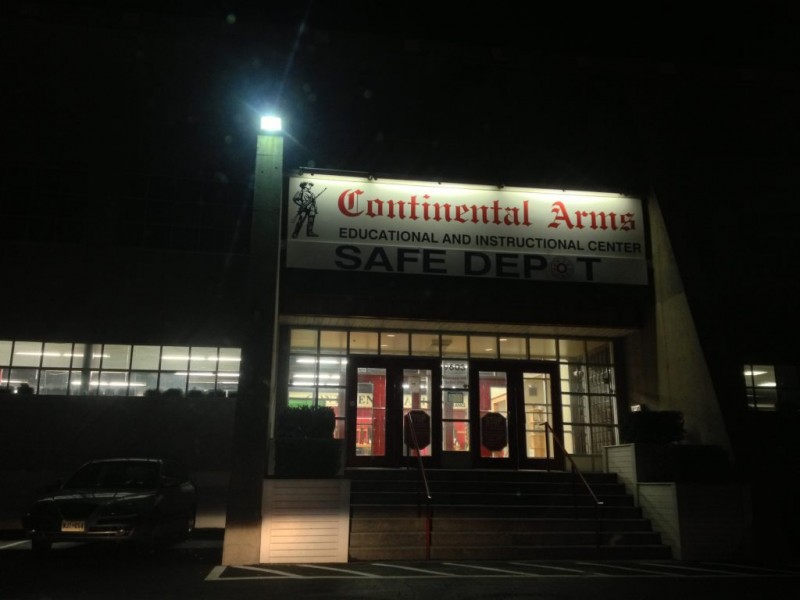 Continental Arms
EDUCATIONAL AND INSTRUCTIONAL CENTER
SAFE DEPOT